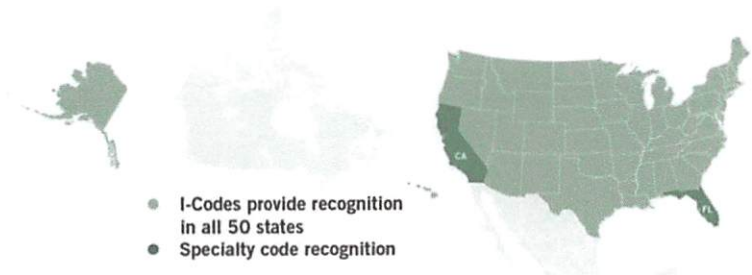 CA
FL
I-Codes provide recognition
in all 50 states
Specialty code recognition